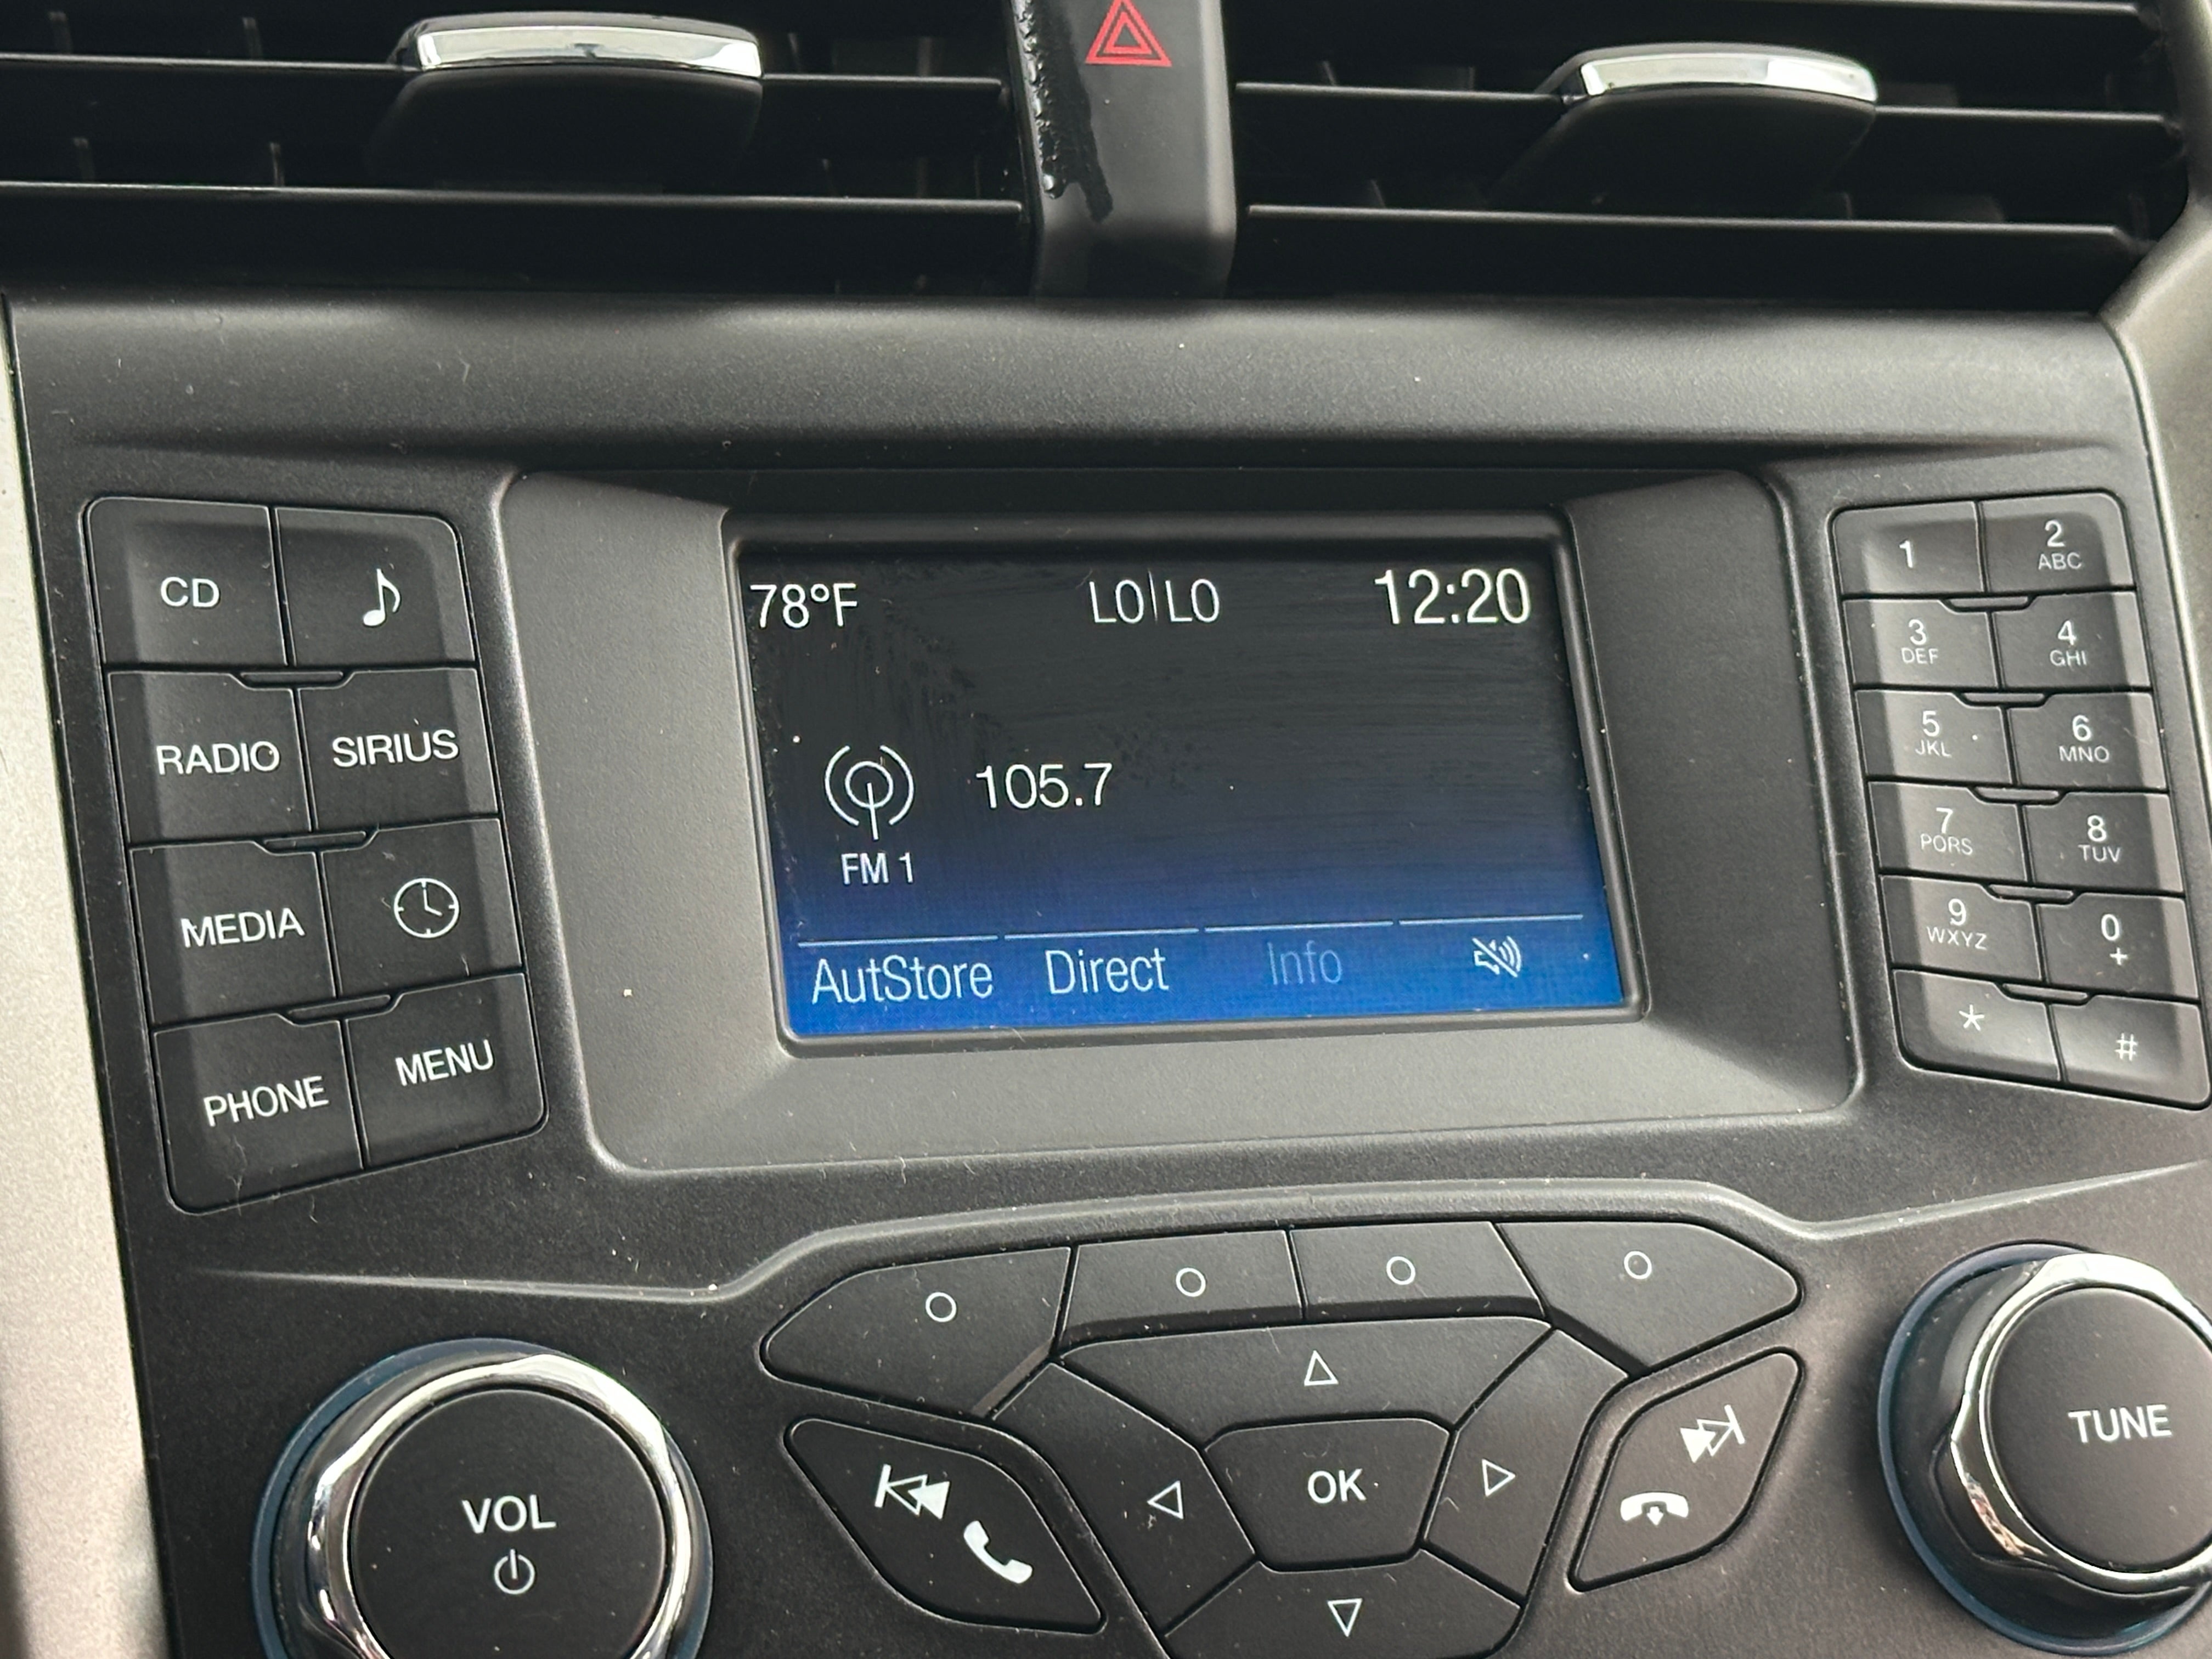 78°F LO|LO 12:20
105.7
FM 1
AutStore Direct Info
CD
RADIO SIRIUS
MEDIA
PHONE MENU
1 2 ABC
3 DEF 4 GHI
5 JKL 6 MNO
7 PQRS 8 TUV
9 WXYZ 0 +
* #
VOL
OK
TUNE